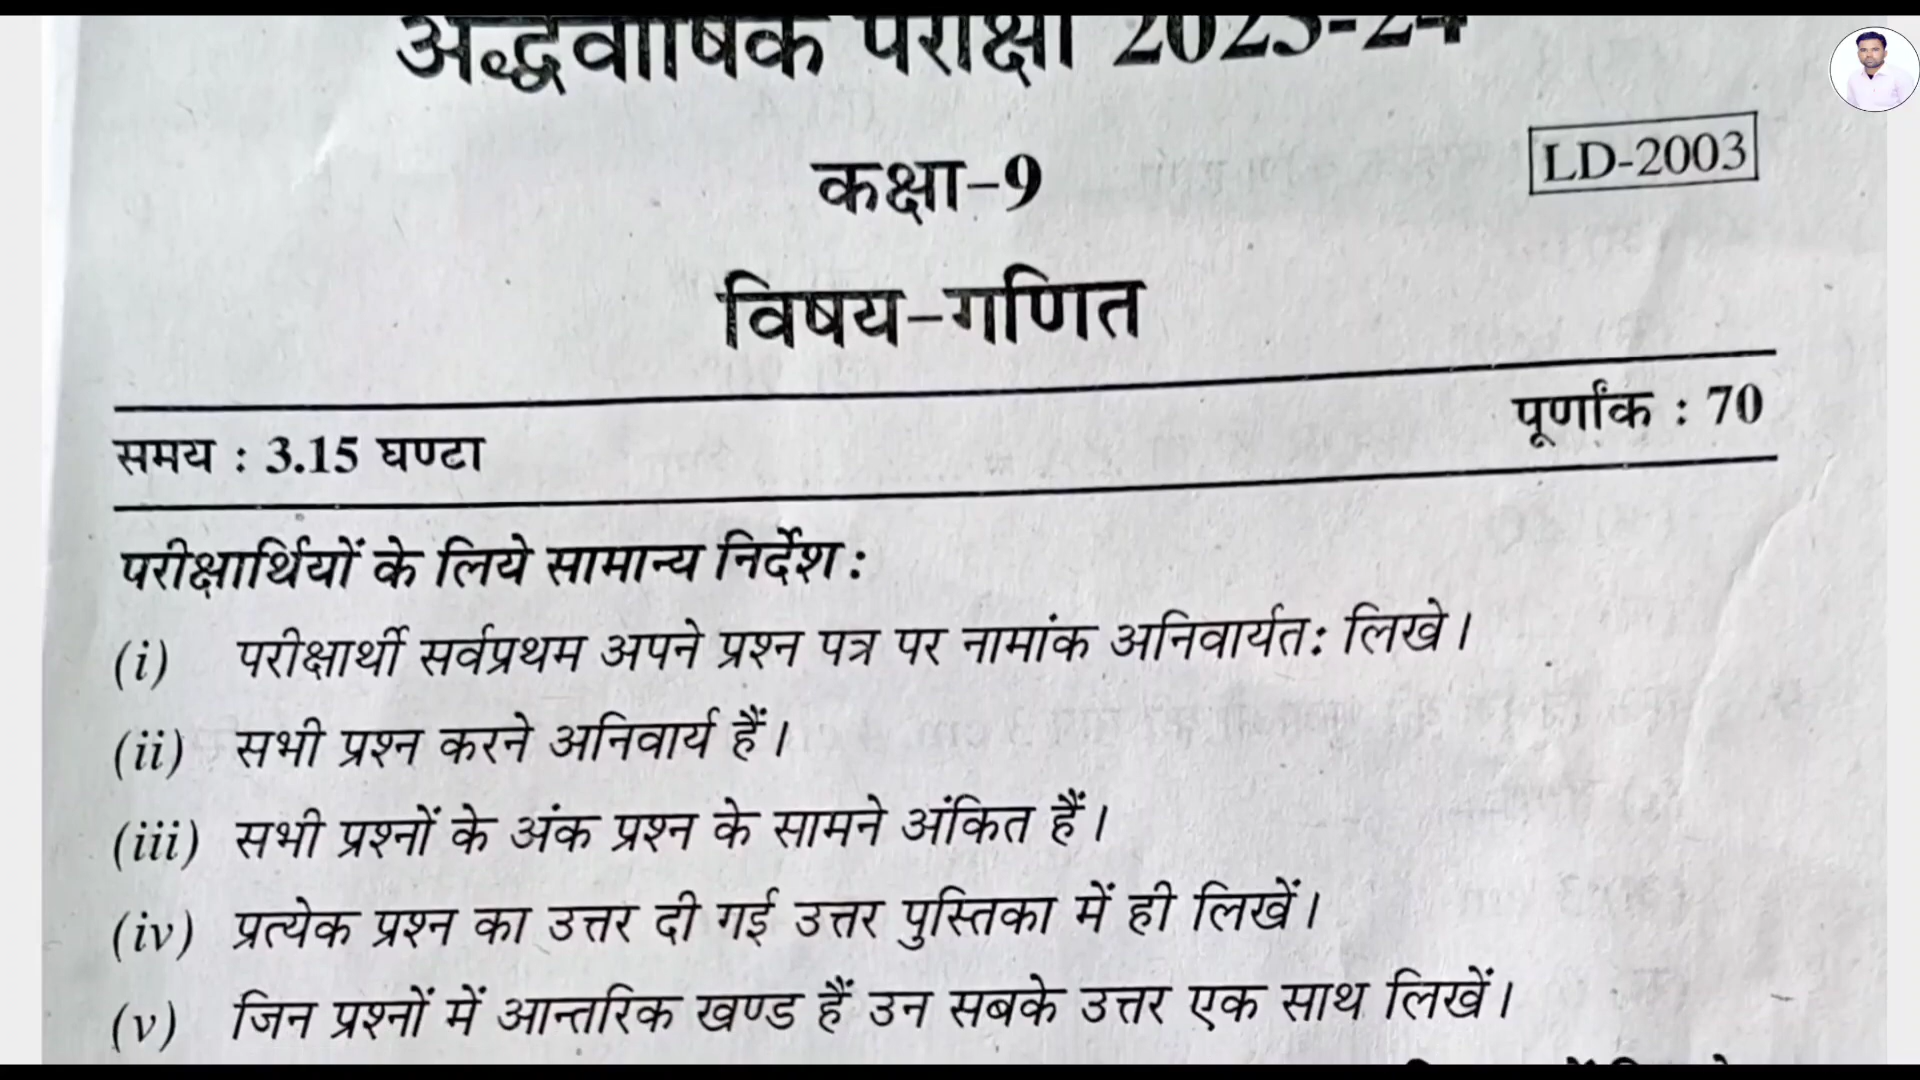 अर्द्धवार्षिक परीक्षा 2023-24
कक्षा-9
LD-2003
विषय-गणित
समय : 3.15 घण्टा
पूर्णांक : 70
परीक्षार्थियों के लिये सामान्य निर्देश :
(i) परीक्षार्थी सर्वप्रथम अपने प्रश्न पत्र पर नामांक अनिवार्यत: लिखे।
(ii) सभी प्रश्न करने अनिवार्य हैं।
(iii) सभी प्रश्नों के अंक प्रश्न के सामने अंकित हैं।
(iv) प्रत्येक प्रश्न का उत्तर दी गई उत्तर पुस्तिका में ही लिखें।
(v) जिन प्रश्नों में आन्तरिक खण्ड हैं उन सबके उत्तर एक साथ लिखें।